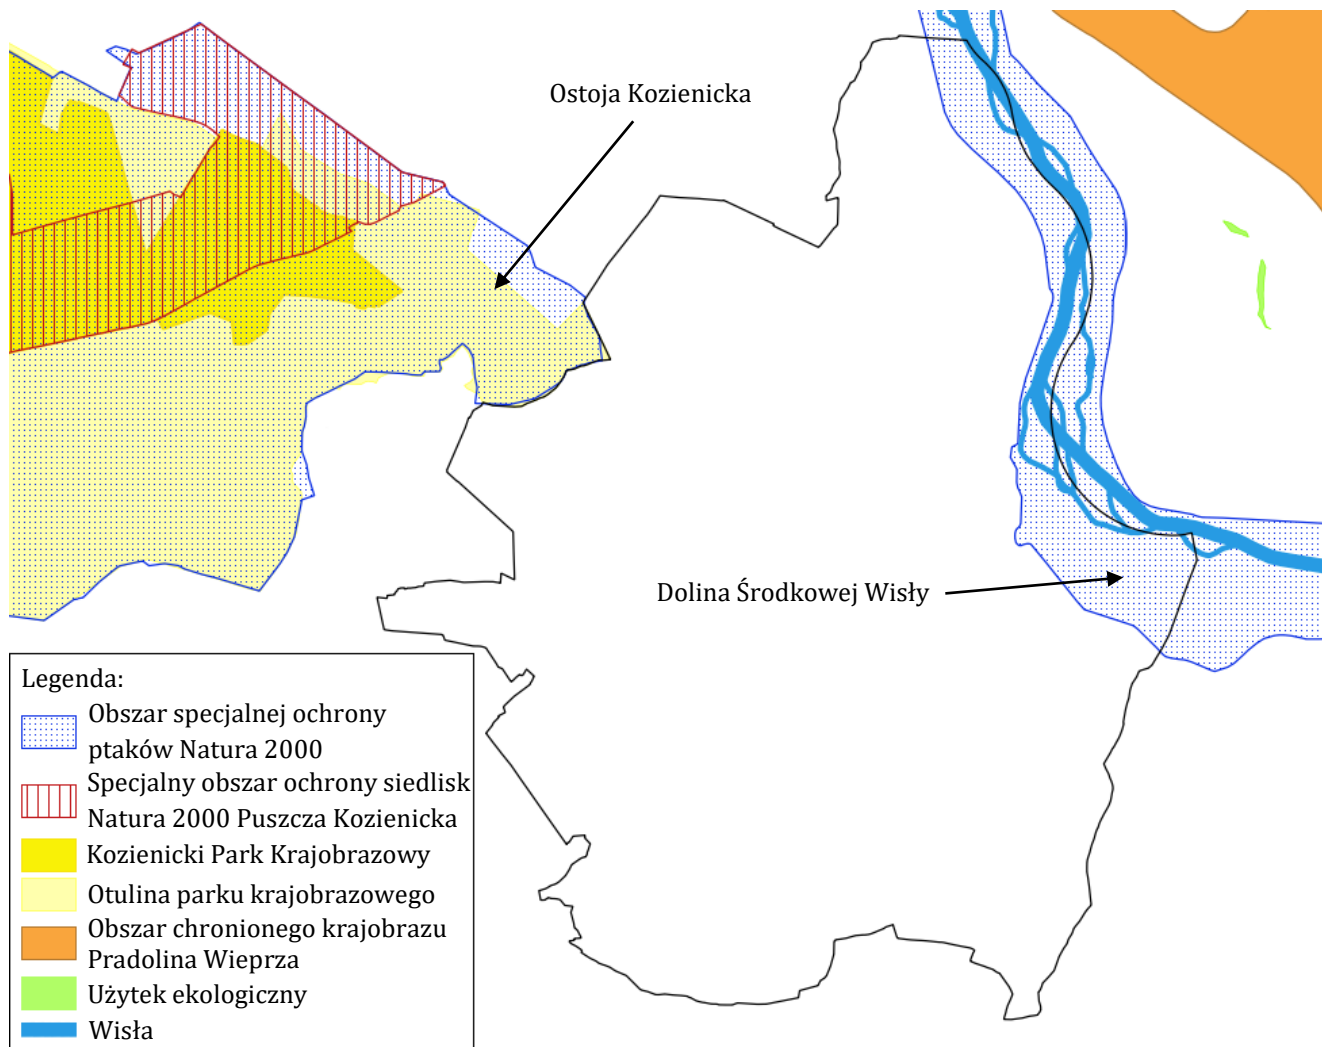 Ostoja Kozienicka
Dolina Środkowej Wisły
Legenda:
Obszar specjalnej ochrony
ptaków Natura 2000
Specjalny obszar ochrony siedlisk
Natura 2000 Puszcza Kozienicka
Kozienicki Park Krajobrazowy
Otulina parku krajobrazowego
Obszar chronionego krajobrazu
Pradolina Wieprza
Użytek ekologiczny
Wisła